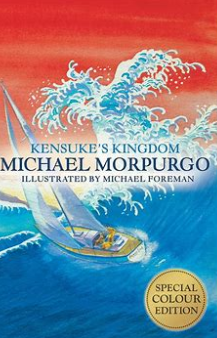 KENSUKE'S KINGDOM
MICHAEL MORPURGO
ILLUSTRATED BY MICHAEL FOREMAN
SPECIAL
COLOUR
EDITION